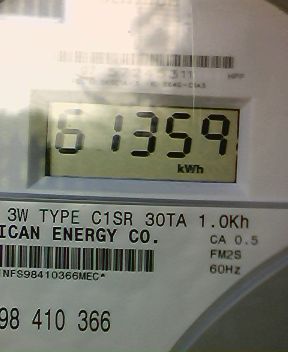 HPP
61359
kWh
3W TYPE C1SR 30TA 1.0Kh
ICAN ENERGY CO.
CA 0.5
FM2S
60Hz
NFS98410366MEC*
98 410 366